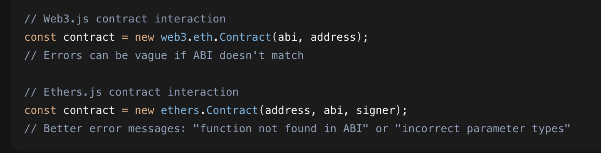 // Web3.js contract interaction
const contract = new web3.eth.Contract(abi, address);
// Errors can be vague if ABI doesn't match
// Ethers.js contract interaction
const contract = new ethers.Contract(address, abi, signer);
// Better error messages: "function not found in ABI" or "incorrect parameter types"